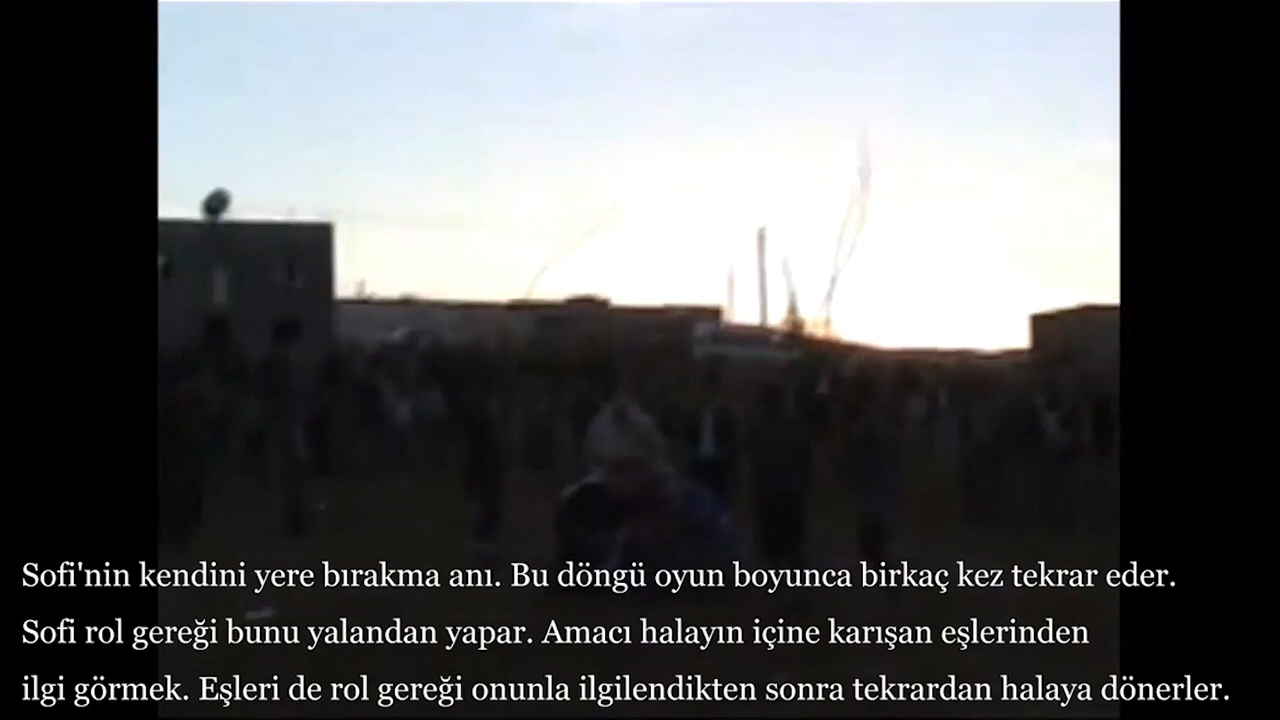 Sofi'nin kendini yere bırakma anı. Bu döngü oyun boyunca birkaç kez tekrar eder.
Sofi rol gereği bunu yalandan yapar. Amacı halayın içine karışan eşlerinden
ilgi görmek. Eşleri de rol gereği onunla ilgilendikten sonra tekrardan halaya dönerler.